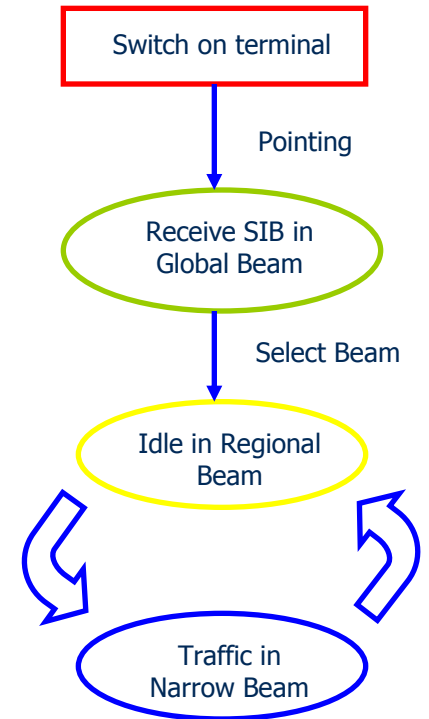 Switch on terminal
Pointing
Receive SIB in
Global Beam
Select Beam
Idle in Regional
Beam
Traffic in
Narrow Beam